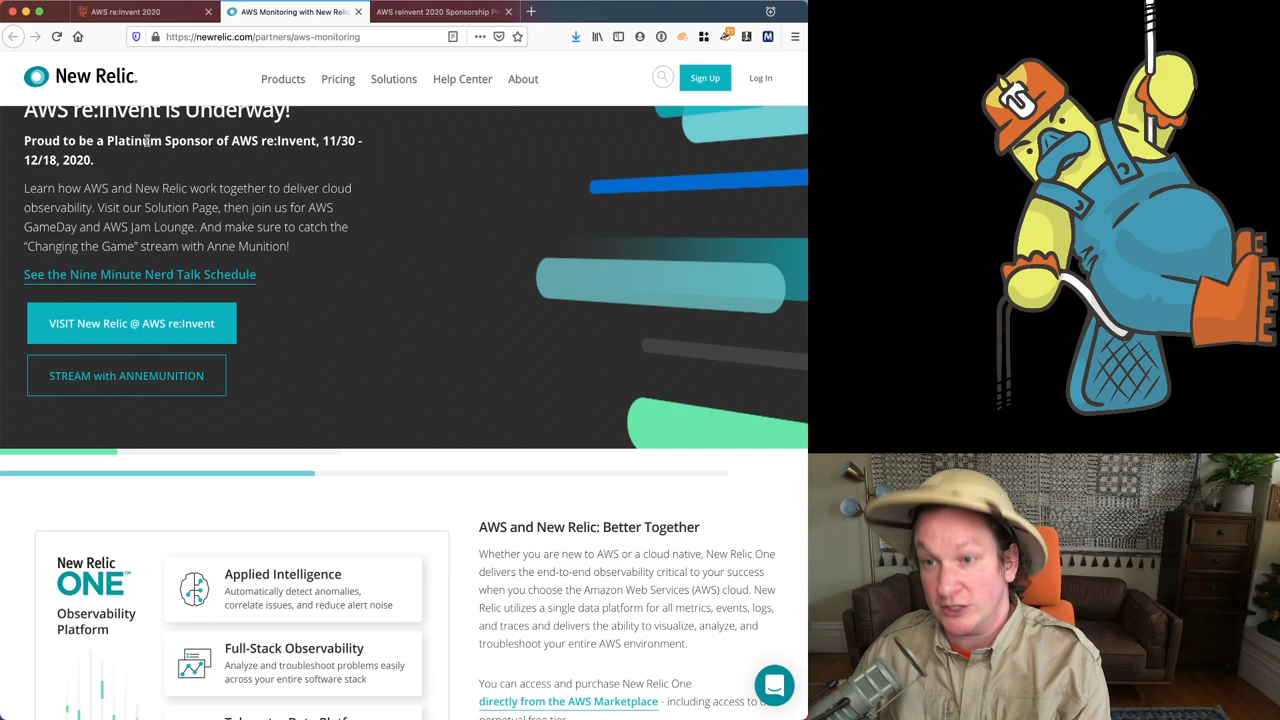 AWS re:Invent 2020
AWS Monitoring with New Relic
AWS reInvent 2020 Sponsorship Pr
https://newrelic.com/partners/aws-monitoring
New Relic.
Products
Pricing
Solutions
Help Center
About
Sign Up
Log In
AWS re:Invent is Underway!
Proud to be a Platinum Sponsor of AWS re:Invent, 11/30 -
12/18, 2020.
Learn how AWS and New Relic work together to deliver cloud
observability. Visit our Solution Page, then join us for AWS
GameDay and AWS Jam Lounge. And make sure to catch the
“Changing the Game” stream with Anne Munition!
See the Nine Minute Nerd Talk Schedule
VISIT New Relic @ AWS re:Invent
STREAM with ANNEMUNITION
New Relic
ONE™
Observability
Platform
Applied Intelligence
Automatically detect anomalies,
correlate issues, and reduce alert noise
Full-Stack Observability
Analyze and troubleshoot problems easily
across your entire software stack
AWS and New Relic: Better Together
Whether you are new to AWS or a cloud native, New Relic One
delivers the end-to-end observability critical to your success
when you choose the Amazon Web Services (AWS) cloud. New
Relic utilizes a single data platform for all metrics, events, logs,
and traces and delivers the ability to visualize, analyze, and
troubleshoot your entire AWS environment.
You can access and purchase New Relic One
directly from the AWS Marketplace - including access to